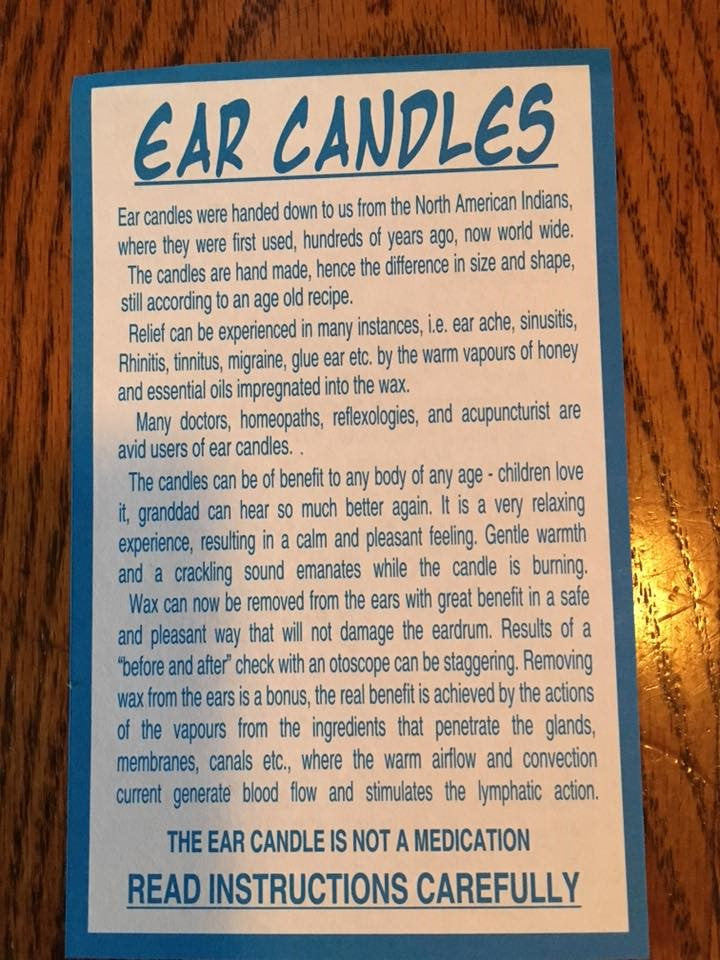 EAR CANDLES
Ear candles were handed down to us from the North American Indians,
where they were first used, hundreds of years ago, now world wide.
The candles are hand made, hence the difference in size and shape,
still according to an age old recipe.
Relief can be experienced in many instances, i.e. ear ache, sinusitis,
Rhinitis, tinnitus, migraine, glue ear etc. by the warm vapours of honey
and essential oils impregnated into the wax.
Many doctors, homeopaths, reflexologies, and acupuncturist are
avid users of ear candles. .
The candles can be of benefit to any body of any age - children love
it, granddad can hear so much better again. It is a very relaxing
experience, resulting in a calm and pleasant feeling. Gentle warmth
and a crackling sound emanates while the candle is burning.
Wax can now be removed from the ears with great benefit in a safe
and pleasant way that will not damage the eardrum. Results of a
"before and after" check with an otoscope can be staggering. Removing
wax from the ears is a bonus, the real benefit is achieved by the actions
of the vapours from the ingredients that penetrate the glands,
membranes, canals etc., where the warm airflow and convection
current generate blood flow and stimulates the lymphatic action.
THE EAR CANDLE IS NOT A MEDICATION
READ INSTRUCTIONS CAREFULLY